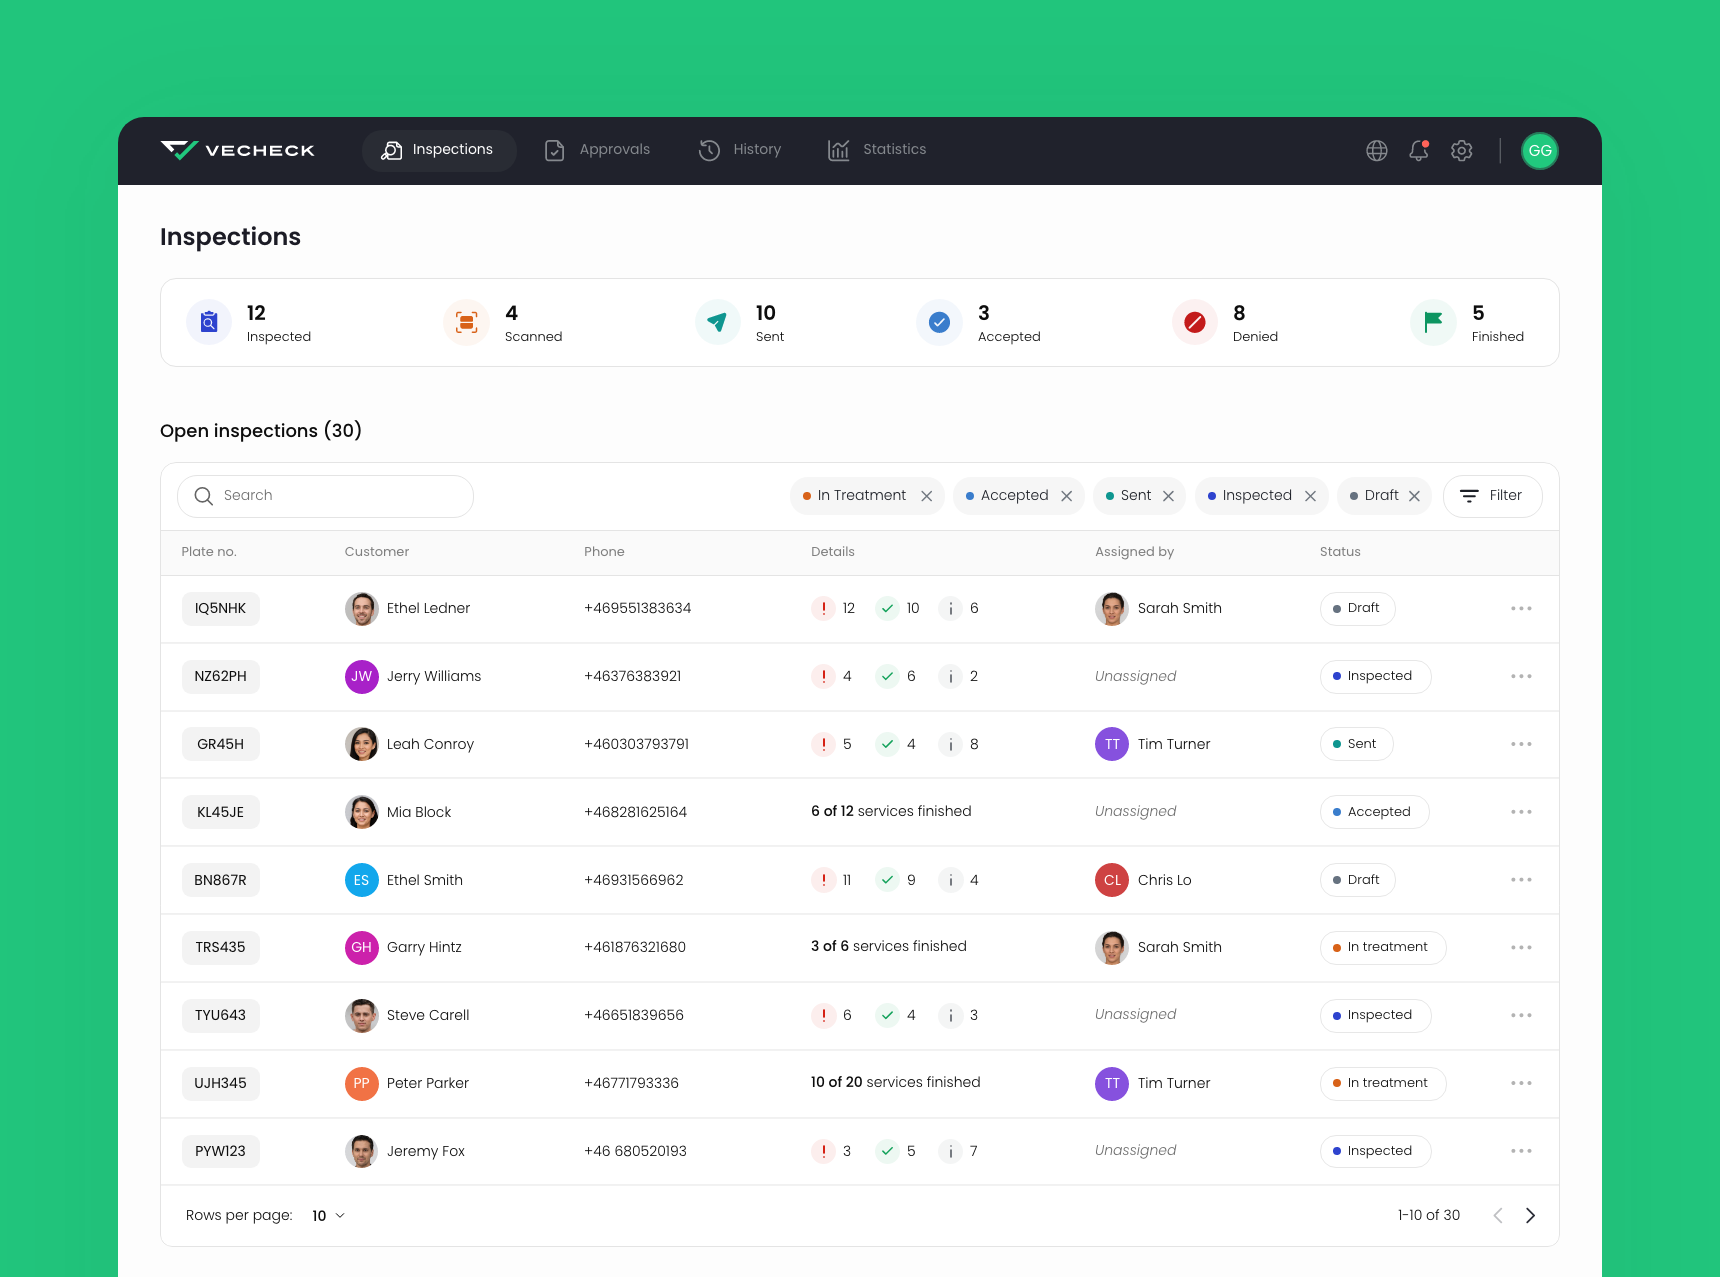 VECHECK Inspections Approvals History Statistics GG
Inspections
12 4 10 3 8 5
Inspected Scanned Sent Accepted Denied Finished
Open inspections (30)
Search In Treatment Accepted Sent Inspected Draft Filter
Plate no. Customer Phone Details Assigned by Status
IQ5NHK Ethel Ledner +469551383634 ! 12 10 i 6 Sarah Smith Draft
NZ62PH JW Jerry Williams +46376383921 ! 4 6 i 2 Unassigned Inspected
GR45H Leah Conroy +460303793791 ! 5 4 i 8 TT Tim Turner Sent
KL45JE Mia Block +468281625164 6 of 12 services finished Unassigned Accepted
BN867R ES Ethel Smith +46931566962 ! 11 9 i 4 CL Chris Lo Draft
TRS435 GH Garry Hintz +461876321680 3 of 6 services finished Sarah Smith In treatment
TYU643 Steve Carell +46651839656 ! 6 4 i 3 Unassigned Inspected
UJH345 PP Peter Parker +46771793336 10 of 20 services finished TT Tim Turner In treatment
PYW123 Jeremy Fox +46 680520193 ! 3 5 i 7 Unassigned Inspected
Rows per page: 10 1-10 of 30